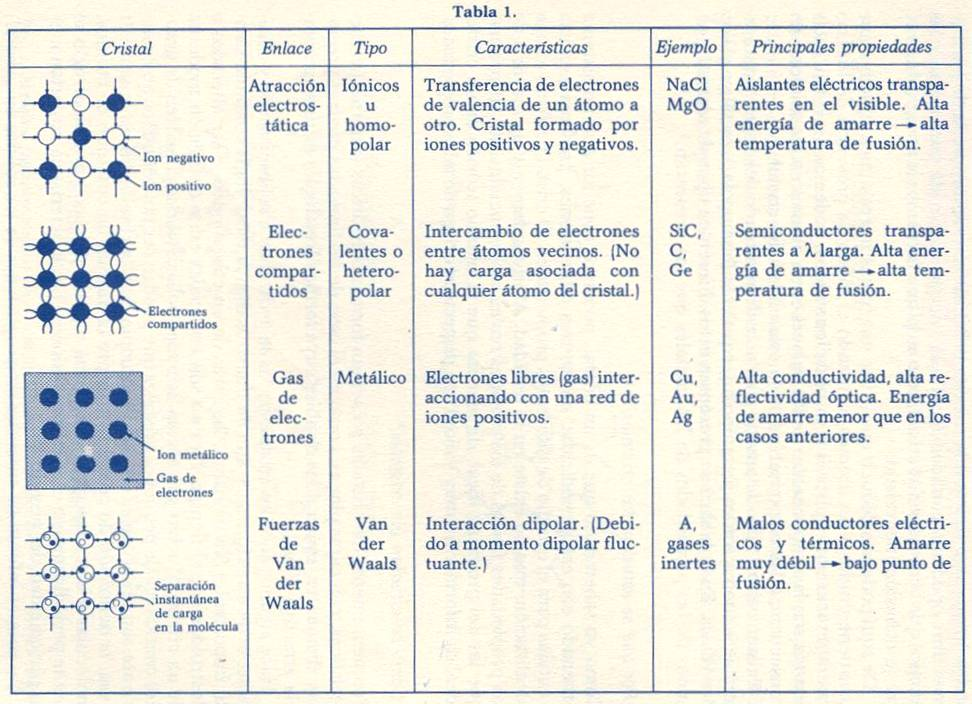 Tabla 1.
Cristal
Enlace
Tipo
Características
Ejemplo
Principales propiedades
Ion negativo
Ion positivo
Atracción
electros-
tática
Iónicos
u
homo-
polar
Transferencia de electrones
de valencia de un átomo a
otro. Cristal formado por
iones positivos y negativos.
NaCl
MgO
Aislantes eléctricos transpa-
rentes en el visible. Alta
energía de amarre → alta
temperatura de fusión.
Electrones
compartidos
Elec-
trones
compar-
tidos
Cova-
lentes o
hetero-
polar
Intercambio de electrones
entre átomos vecinos. (No
hay carga asociada con
cualquier átomo del cristal.)
SiC,
C,
Ge
Semiconductores transpa-
rentes a λ larga. Alta ener-
gía de amarre → alta tem-
peratura de fusión.
Ion metálico
Gas de
electrones
Gas
de
elec-
trones
Metálico
Electrones libres (gas) inter-
accionando con una red de
iones positivos.
Cu,
Au,
Ag
Alta conductividad, alta re-
flectividad óptica. Energía
de amarre menor que en los
casos anteriores.
Separación
instantánea
de carga
en la molécula
Fuerzas
de
Van
der
Waals
Van
der
Waals
Interacción dipolar. (Debi-
do a momento dipolar fluc-
tuante.)
A,
gases
inertes
Malos conductores eléctri-
cos y térmicos. Amarre
muy débil → bajo punto de
fusión.